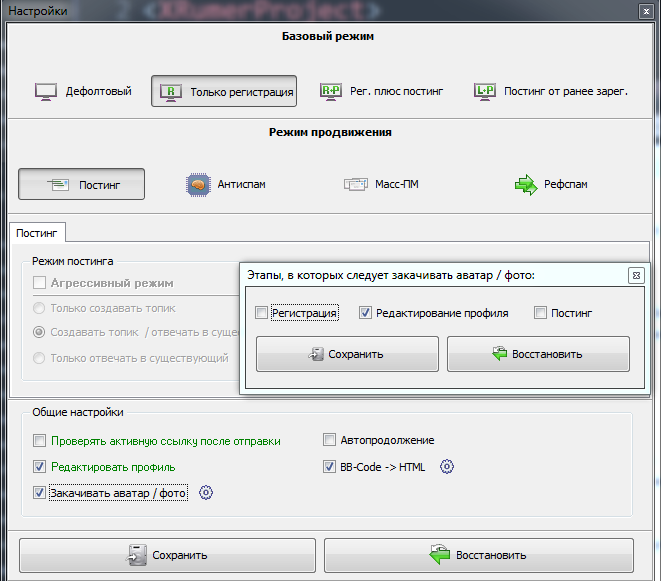 Настройки
2 <XRumerProject>
Базовый режим
Дефолтовый
R
Только регистрация
R+P
Рег. плюс постинг
L+P
Постинг от ранее зарег.
Режим продвижения
Постинг
Антиспам
Масс-ПМ
Рефспам
Постинг
Режим постинга
Агрессивный режим
Только создавать топик
Создавать топик / отвечать в сущес
Только отвечать в существующий
Этапы, в которых следует закачивать аватар / фото:
Регистрация
Редактирование профиля
Постинг
Сохранить
Восстановить
Общие настройки
Проверять активную ссылку после отправки
Автопродолжение
Редактировать профиль
BB-Code -> HTML
Закачивать аватар / фото
Сохранить
Восстановить